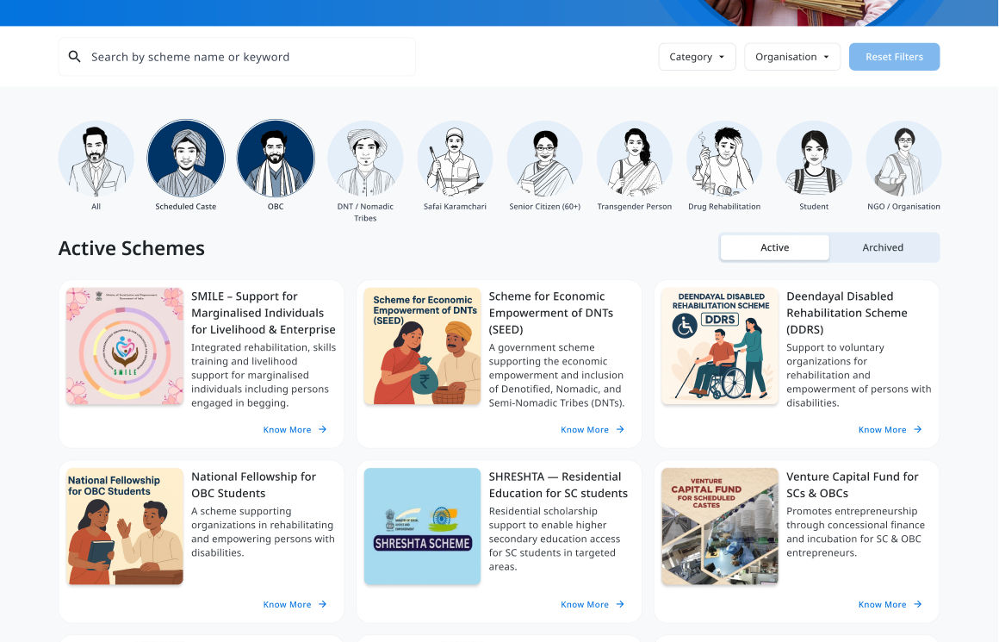 Search by scheme name or keyword
Category
Organisation
Reset Filters
All
Scheduled Caste
OBC
DNT / Nomadic
Tribes
Safai Karamchari
Senior Citizen (60+)
Transgender Person
Drug Rehabilitation
Student
NGO / Organisation
Active Schemes
Active
Archived
SMILE
SMILE – Support for
Marginalised Individuals
for Livelihood & Enterprise
Integrated rehabilitation, skills
training and livelihood
support for marginalised
individuals including persons
engaged in begging.
Know More
Scheme for Economic
Empowerment of DNTs
(SEED)
Scheme for Economic
Empowerment of DNTs
(SEED)
A government scheme
supporting the economic
empowerment and inclusion
of Denotified, Nomadic, and
Semi-Nomadic Tribes (DNTs).
Know More
DEENDAYAL DISABLED
REHABILITATION SCHEME
DDRS
Deendayal Disabled
Rehabilitation Scheme
(DDRS)
Support to voluntary
organizations for
rehabilitation and
empowerment of persons with
disabilities.
Know More
National Fellowship
for OBC Students
National Fellowship for
OBC Students
A scheme supporting
organizations in rehabilitating
and empowering persons with
disabilities.
Know More
SHRESHTA SCHEME
SHRESHTA — Residential
Education for SC students
Residential scholarship
support to enable higher
secondary education access
for SC students in targeted
areas.
Know More
VENTURE
CAPITAL FUND
FOR SCHEDULED
CASTES
Venture Capital Fund for
SCs & OBCs
Promotes entrepreneurship
through concessional finance
and incubation for SC & OBC
entrepreneurs.
Know More